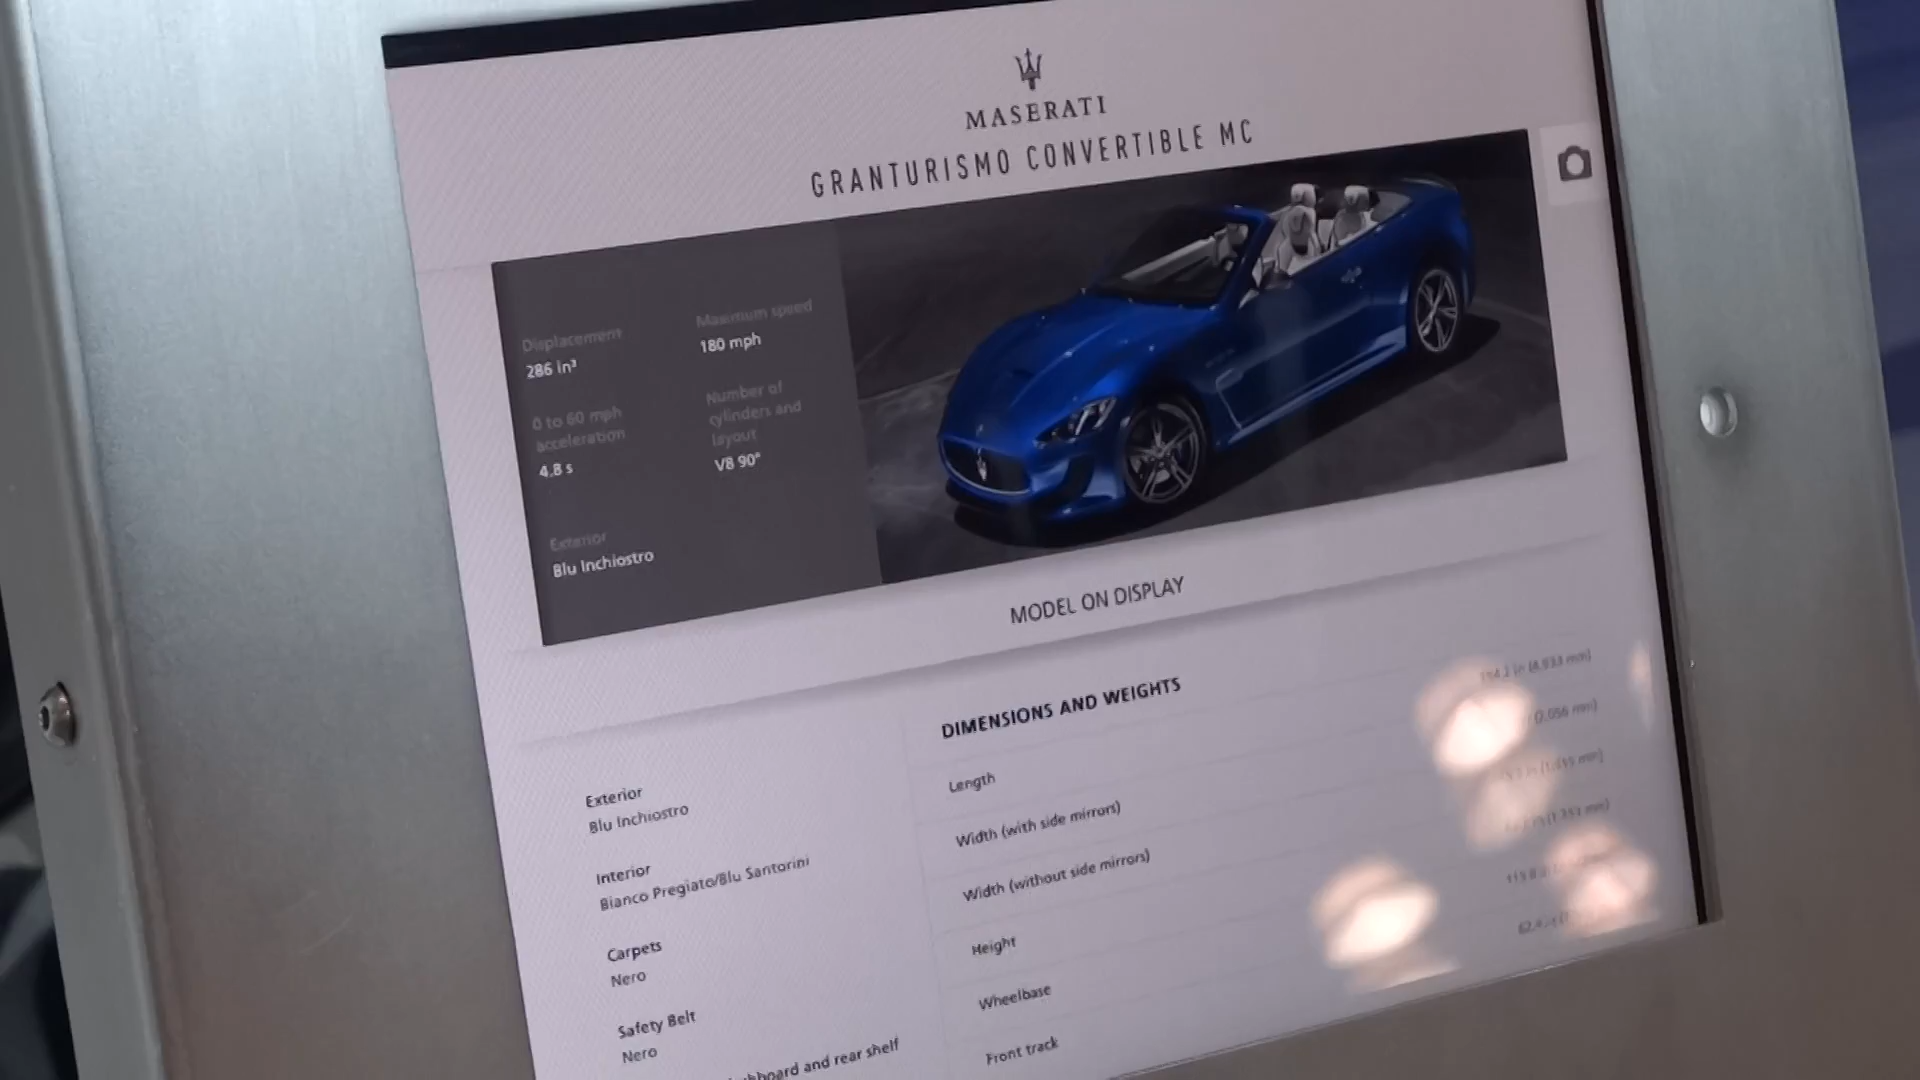 MASERATI
GRANTURISMO CONVERTIBLE MC
Displacement
286 in³
Maximum speed
180 mph
0 to 60 mph
acceleration
4.8 s
Number of
cylinders and
layout
V8 90°
Exterior
Blu Inchiostro
MODEL ON DISPLAY
Exterior
Blu Inchiostro
Interior
Bianco Pregiato/Blu Santorini
Carpets
Nero
Safety Belt
Nero
and rear shelf
DIMENSIONS AND WEIGHTS
Length
Width (with side mirrors)
Width (without side mirrors)
Height
Wheelbase
Front track